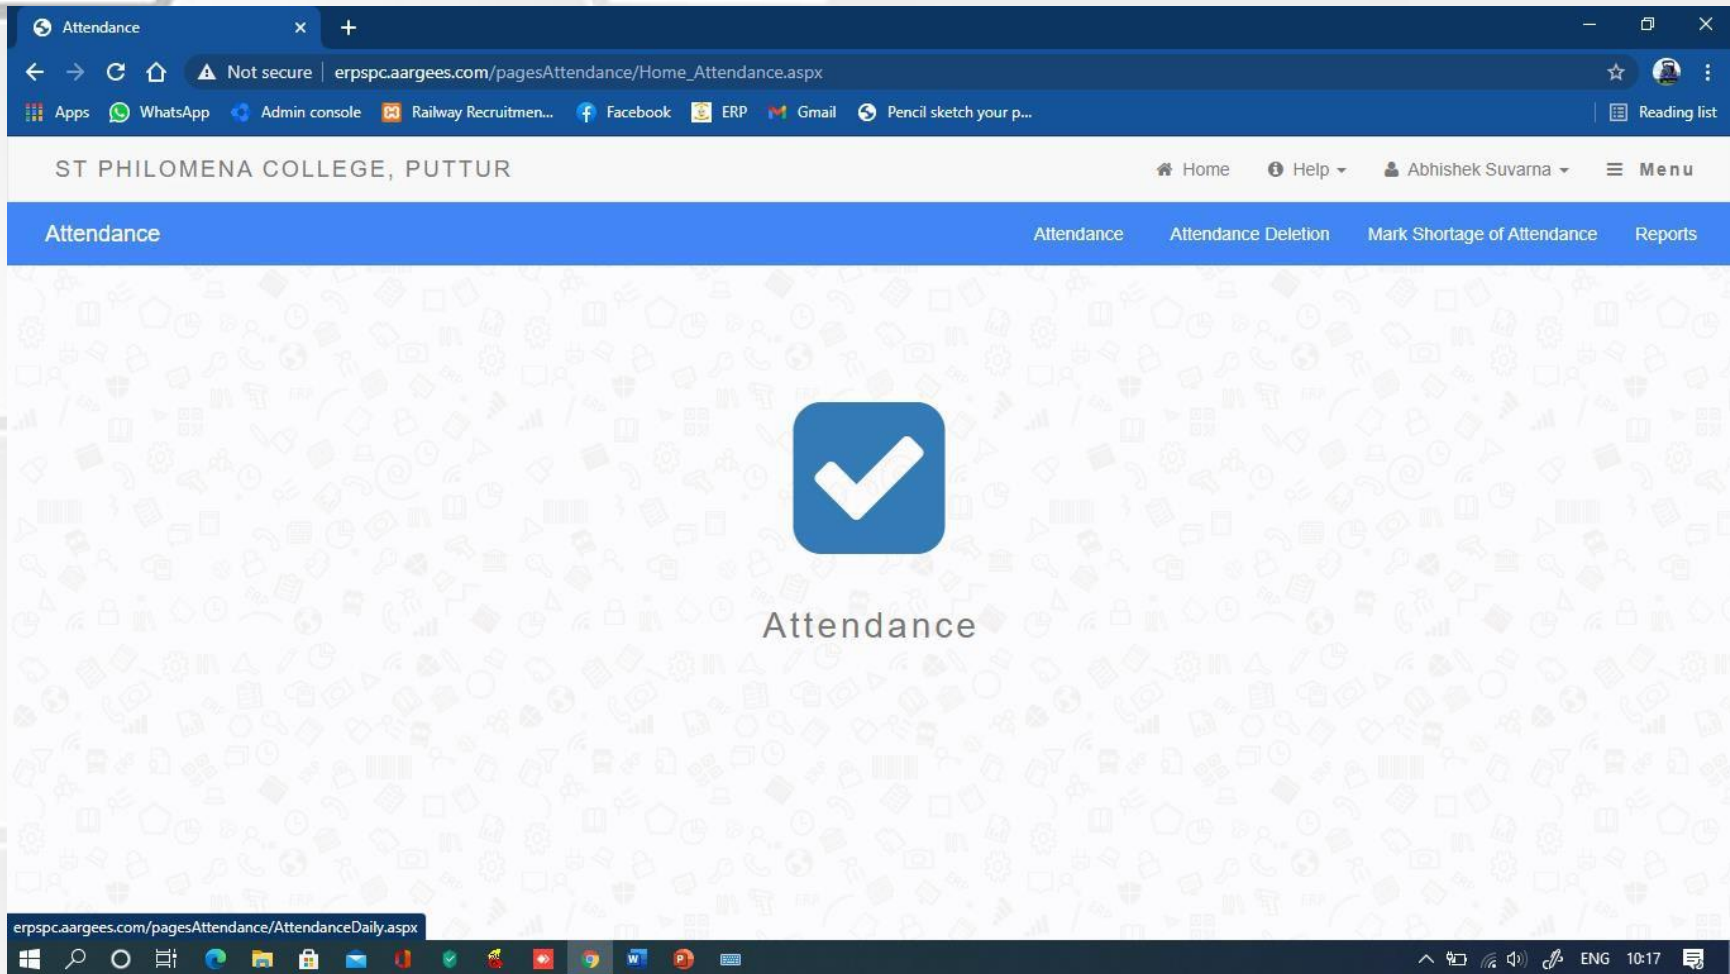 Attendance
Not secure | erpspc.aargees.com/pagesAttendance/Home_Attendance.aspx
Apps WhatsApp Admin console Railway Recruitmen... Facebook ERP Gmail Pencil sketch your p... Reading list
ST PHILOMENA COLLEGE, PUTTUR Home Help Abhishek Suvarna Menu
Attendance Attendance Attendance Deletion Mark Shortage of Attendance Reports
Attendance
erpspc.aargees.com/pagesAttendance/AttendanceDaily.aspx
ENG 10:17